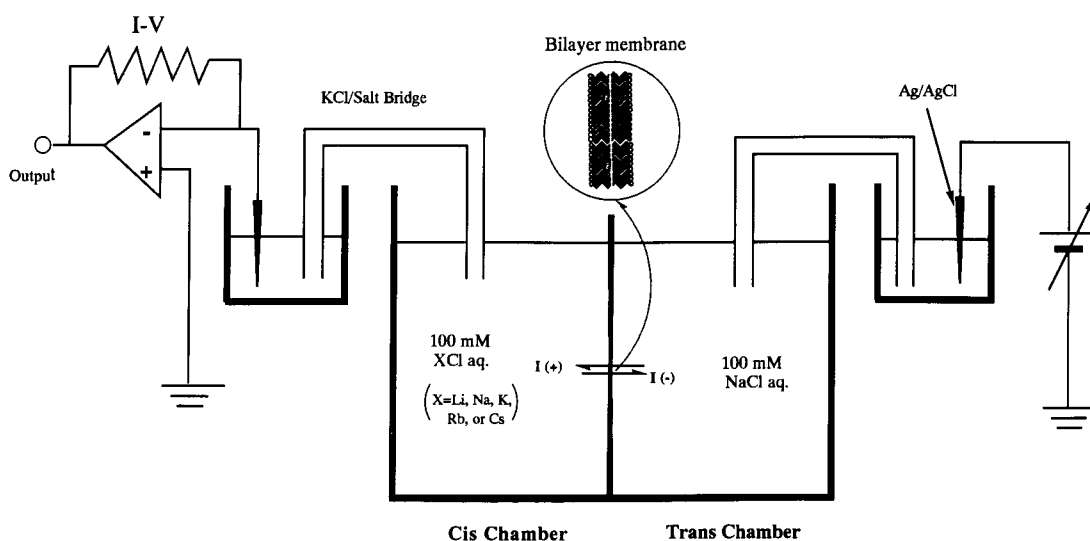 I-V
Bilayer membrane
KCl/Salt Bridge
Ag/AgCl
-
+
Output
100 mM
XCl aq.
(X=Li, Na, K,
Rb, or Cs)
I (+)
I (-)
100 mM
NaCl aq.
Cis Chamber
Trans Chamber